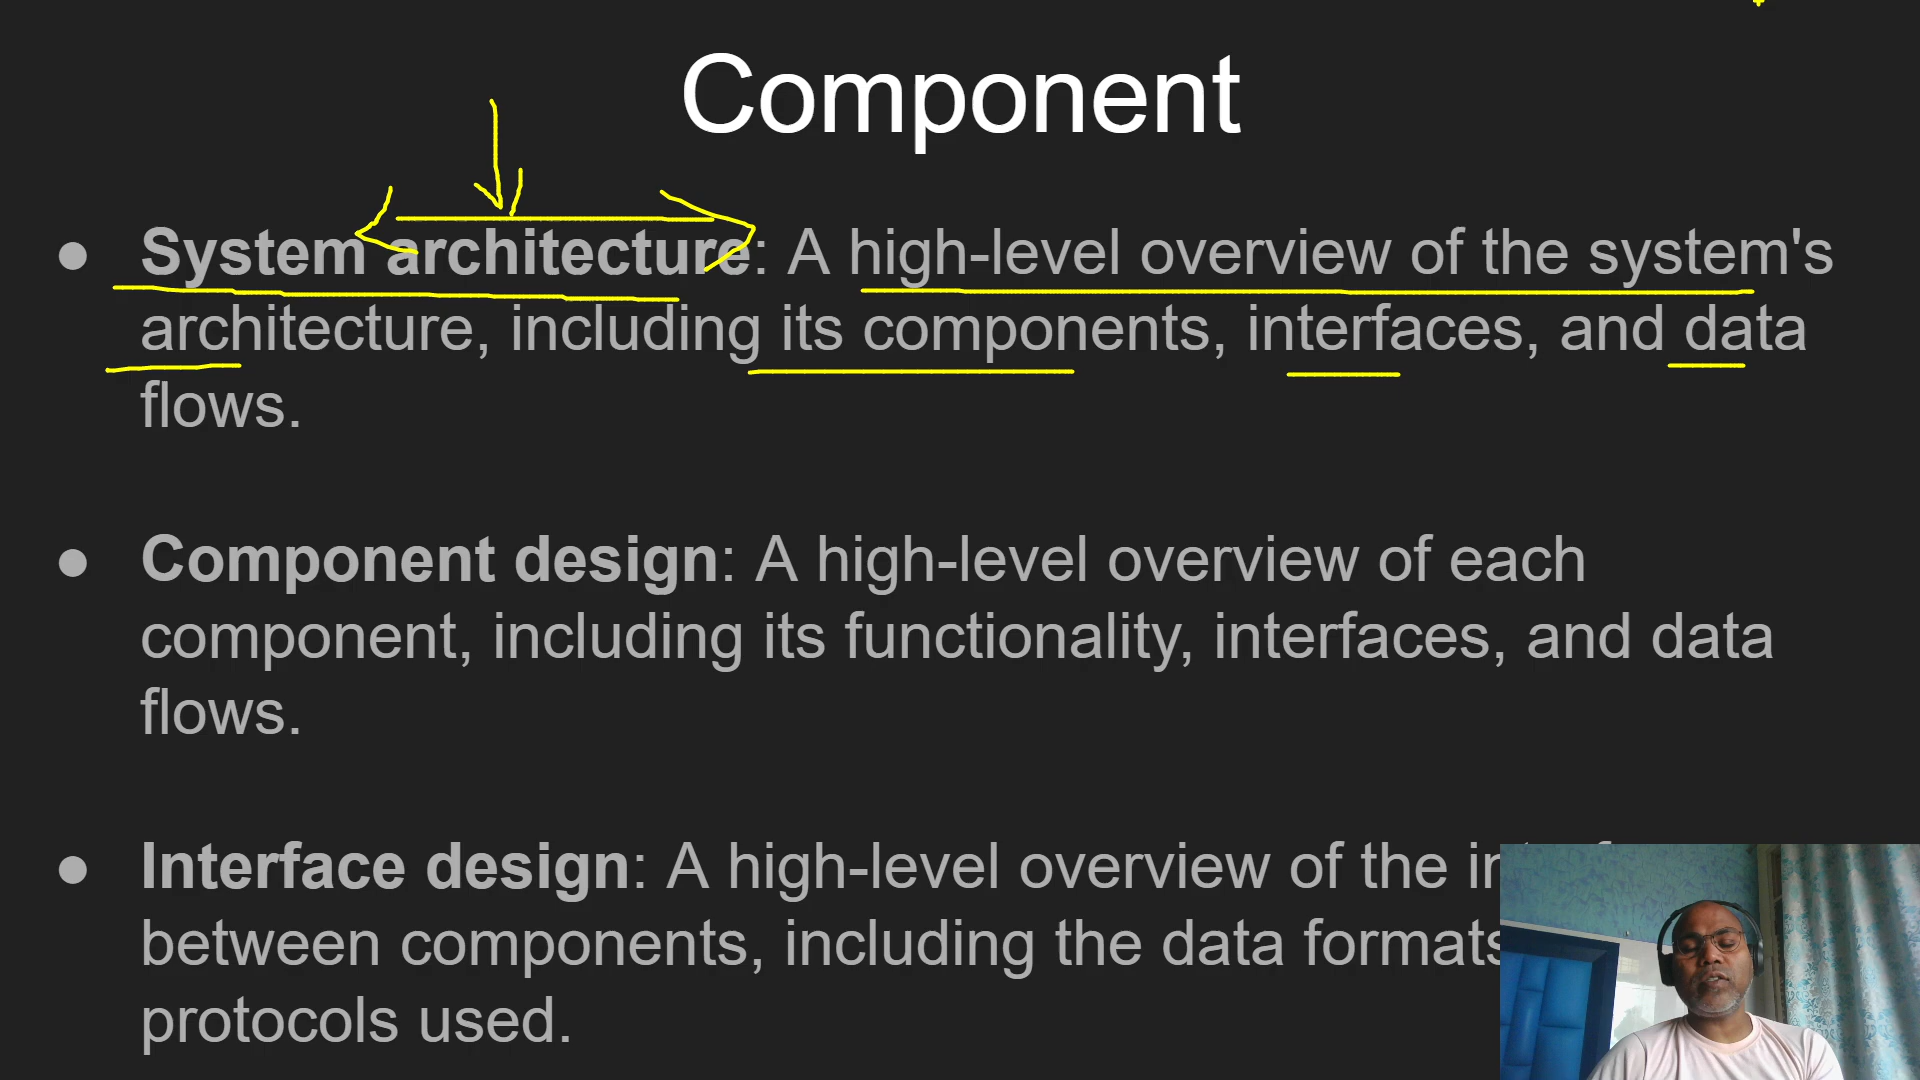 Component
● System architecture: A high-level overview of the system's
architecture, including its components, interfaces, and data
flows.
● Component design: A high-level overview of each
component, including its functionality, interfaces, and data
flows.
● Interface design: A high-level overview of the
between components, including the data formats
protocols used.